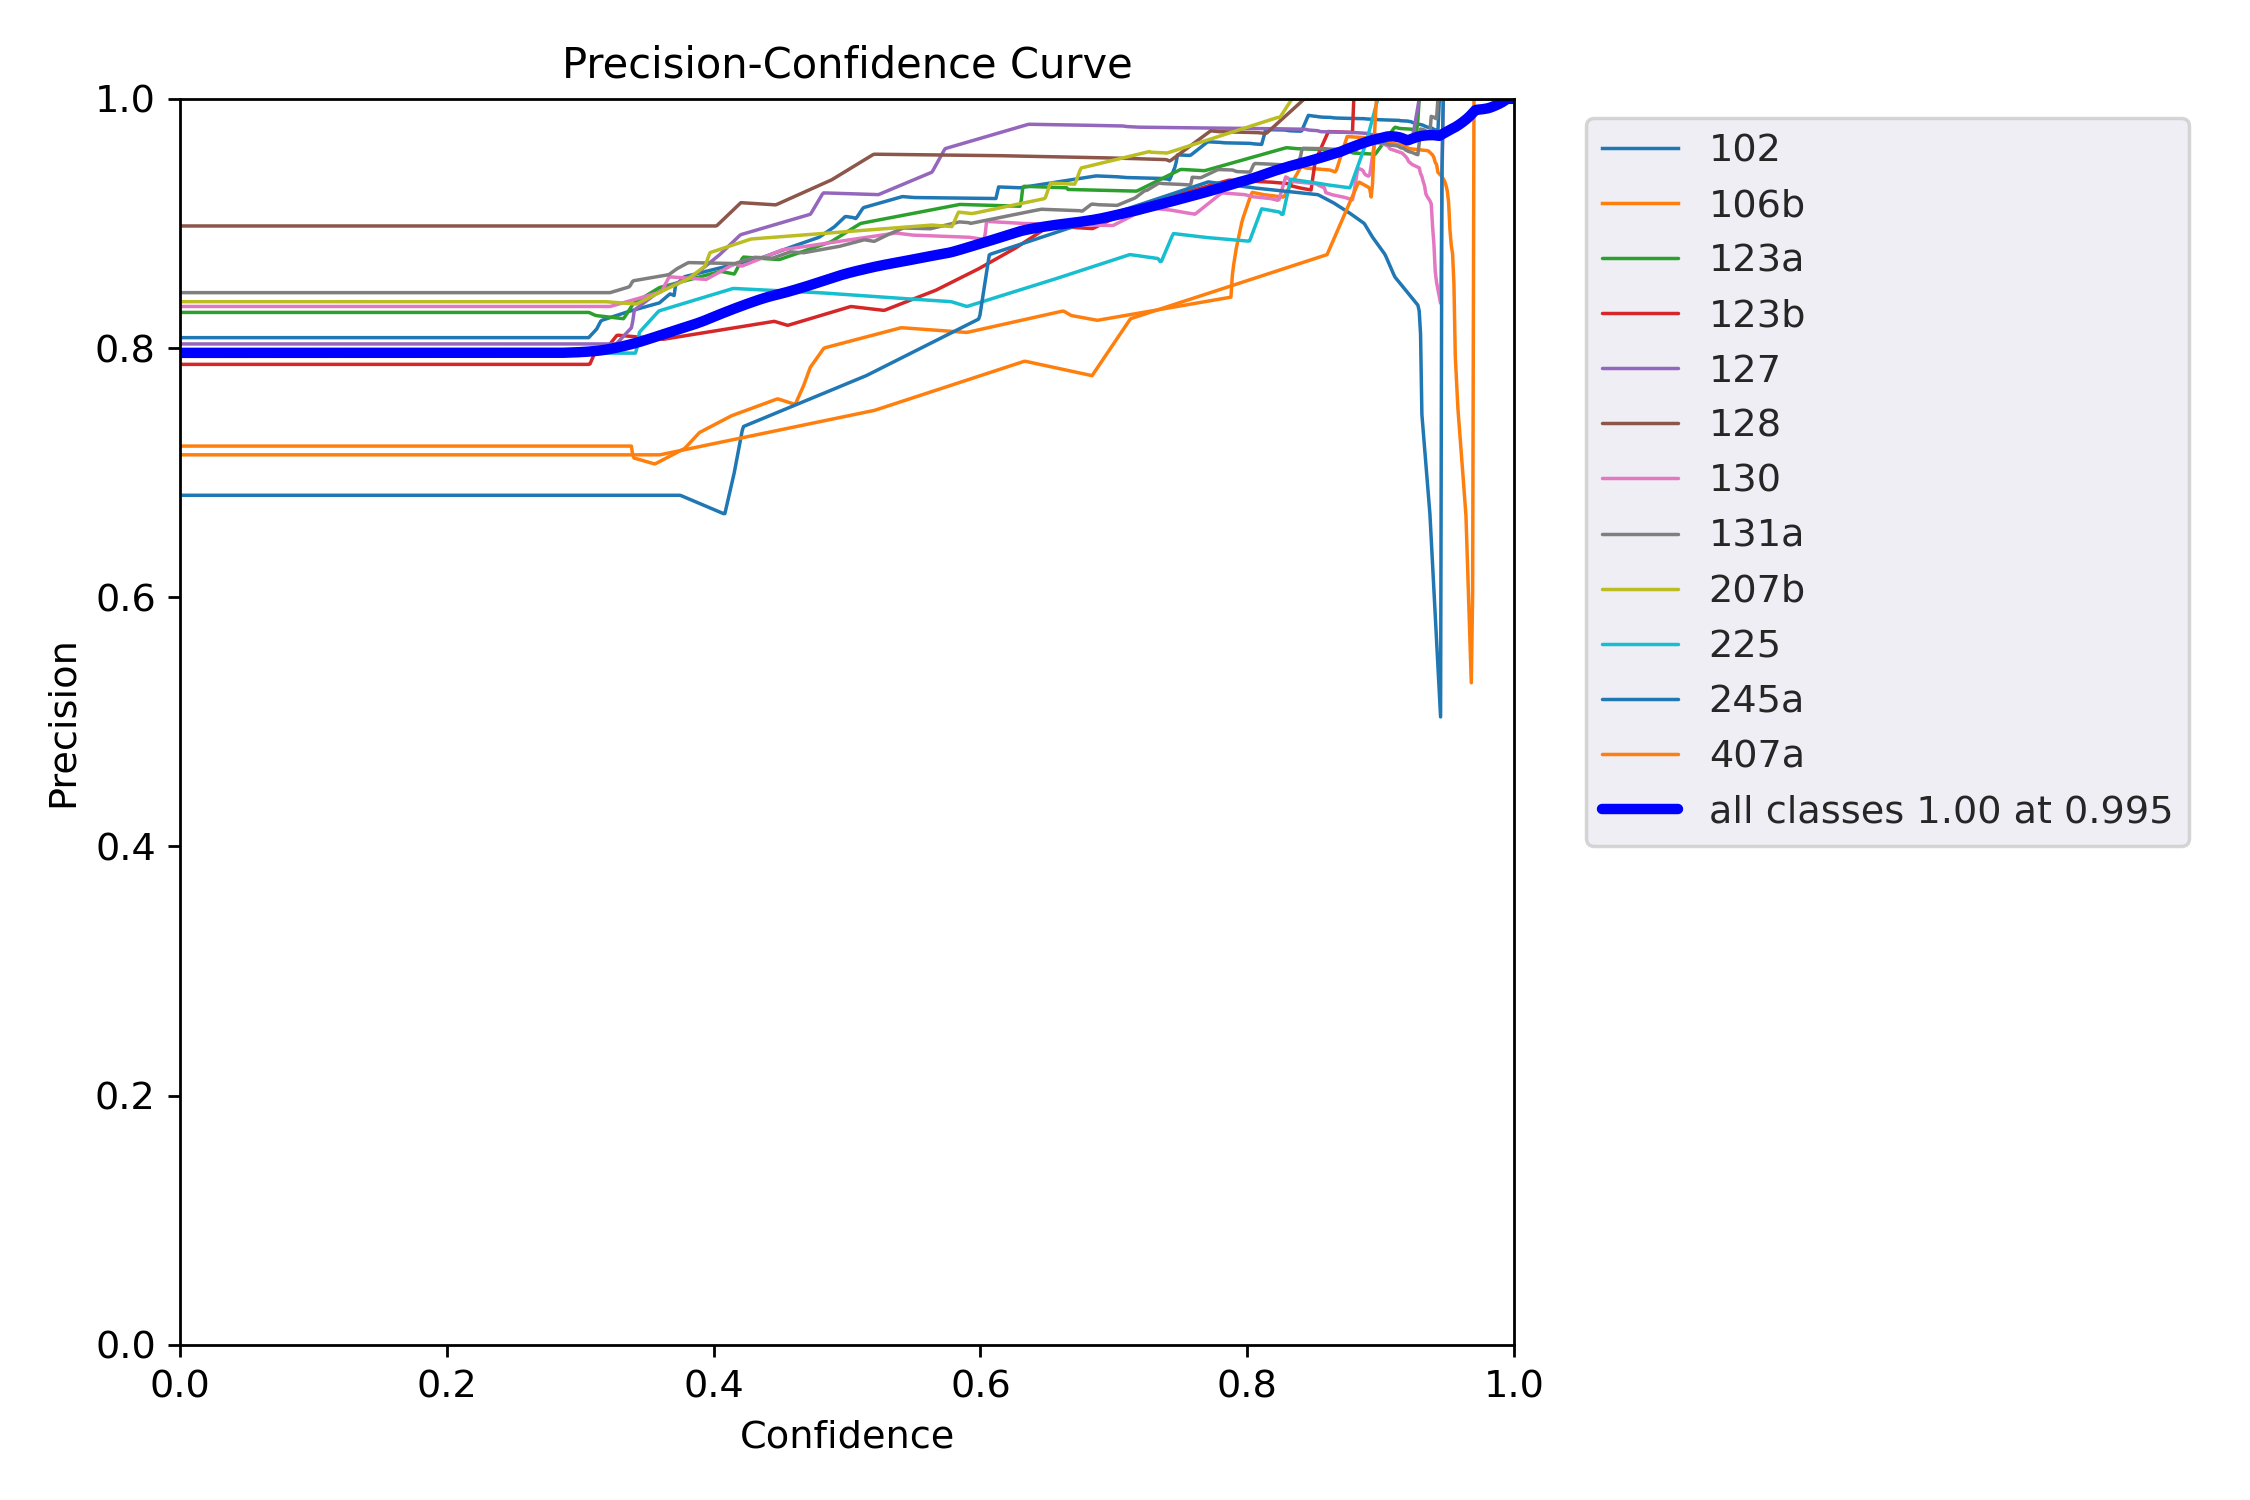 Precision-Confidence Curve
1.0
0.8
0.6
0.4
0.2
0.0
Precision
0.0 0.2 0.4 0.6 0.8 1.0
Confidence
102
106b
123a
123b
127
128
130
131a
207b
225
245a
407a
all classes 1.00 at 0.995